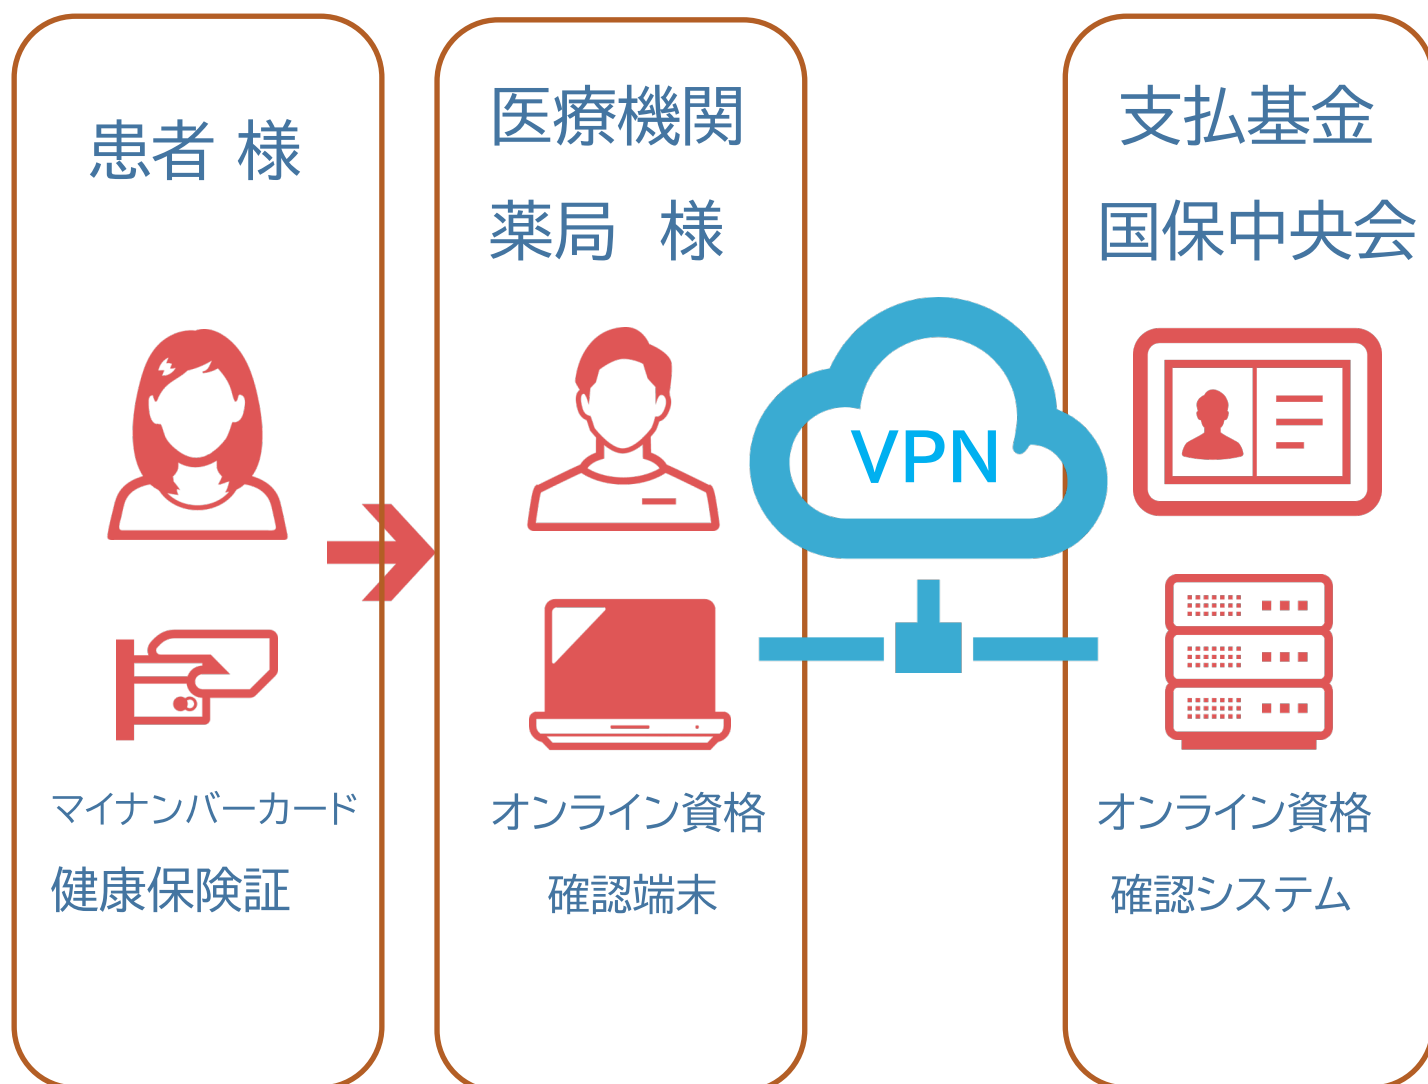 患者 様
マイナンバーカード
健康保険証
医療機関
薬局 様
オンライン資格
確認端末
VPN
支払基金
国保中央会
オンライン資格
確認システム